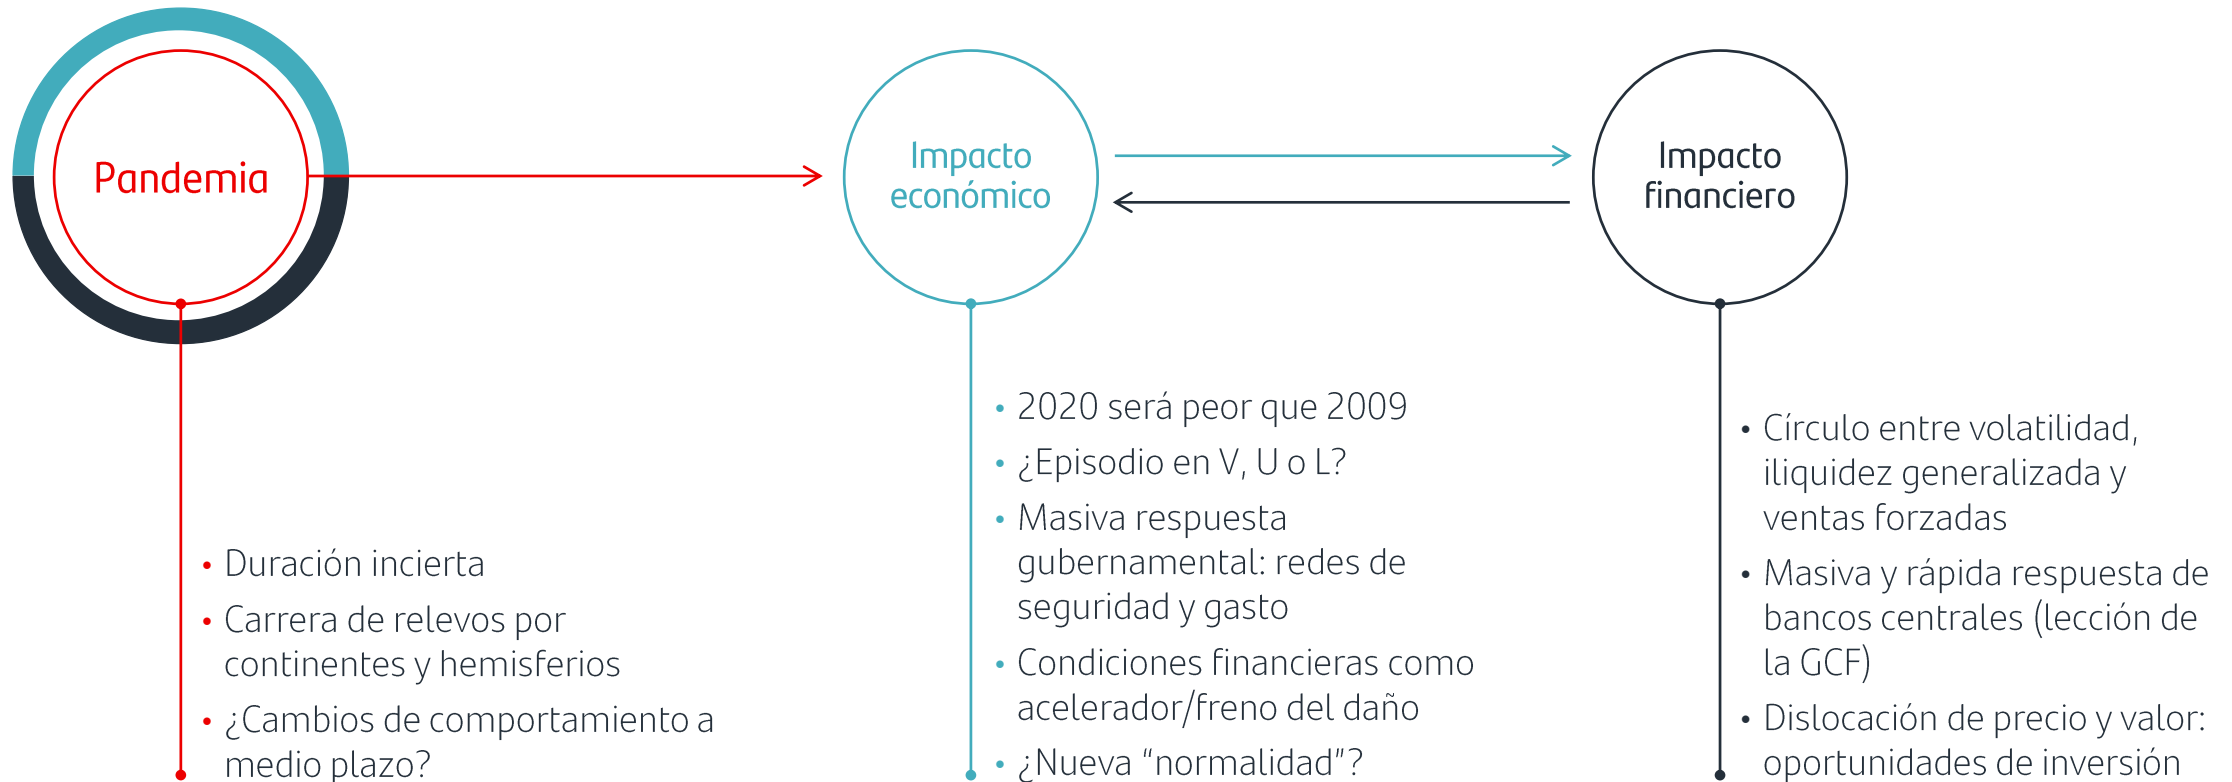 Pandemia
Impacto
económico
Impacto
financiero
• Duración incierta
• Carrera de relevos por
continentes y hemisferios
• ¿Cambios de comportamiento a
medio plazo?
• 2020 será peor que 2009
• ¿Episodio en V, U o L?
• Masiva respuesta
gubernamental: redes de
seguridad y gasto
• Condiciones financieras como
acelerador/freno del daño
• ¿Nueva “normalidad”?
• Círculo entre volatilidad,
iliquidez generalizada y
ventas forzadas
• Masiva y rápida respuesta de
bancos centrales (lección de
la GCF)
• Dislocación de precio y valor:
oportunidades de inversión